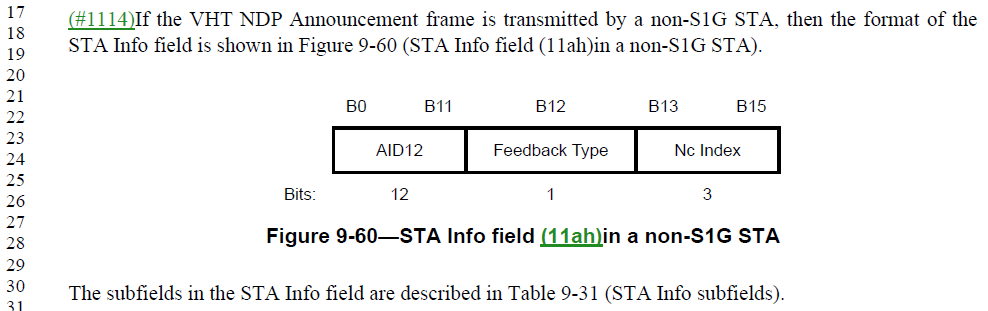 17 (#1114)If the VHT NDP Announcement frame is transmitted by a non-S1G STA, then the format of the
18 STA Info field is shown in Figure 9-60 (STA Info field (11ah)in a non-S1G STA).
19
20
21 B0 B11 B12 B13 B15
22
23 AID12 Feedback Type Nc Index
24
25
26 Bits: 12 1 3
27
28 Figure 9-60—STA Info field (11ah)in a non-S1G STA
29
30 The subfields in the STA Info field are described in Table 9-31 (STA Info subfields).
31